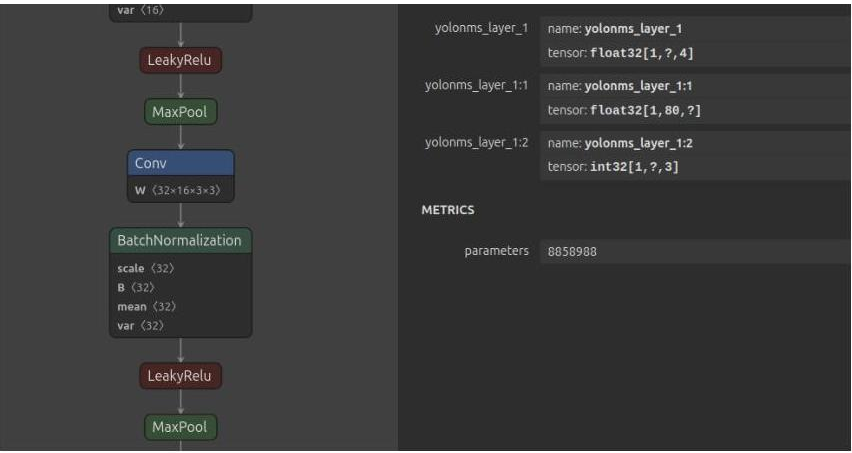 var 〈16〉
LeakyRelu
MaxPool
Conv
W 〈32×16×3×3〉
BatchNormalization
scale 〈32〉
B 〈32〉
mean 〈32〉
var 〈32〉
LeakyRelu
MaxPool
yolonms_layer_1 name: yolonms_layer_1
tensor: float32[1,?,4]
yolonms_layer_1:1 name: yolonms_layer_1:1
tensor: float32[1,80,?]
yolonms_layer_1:2 name: yolonms_layer_1:2
tensor: int32[1,?,3]
METRICS
parameters 8858988